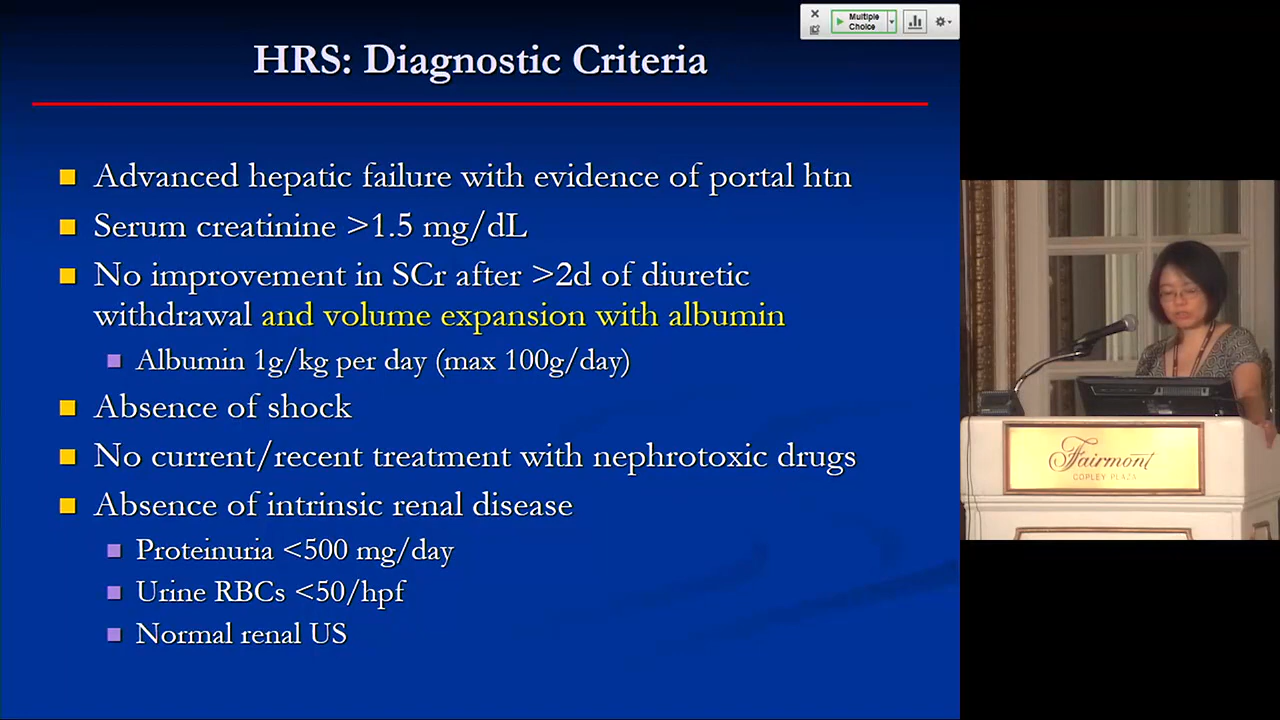 Multiple
Choice
HRS: Diagnostic Criteria
Advanced hepatic failure with evidence of portal htn
Serum creatinine >1.5 mg/dL
No improvement in SCr after >2d of diuretic
withdrawal and volume expansion with albumin
Albumin 1g/kg per day (max 100g/day)
Absence of shock
No current/recent treatment with nephrotoxic drugs
Absence of intrinsic renal disease
Proteinuria <500 mg/day
Urine RBCs <50/hpf
Normal renal US
Fairmont
COPLEY PLAZA